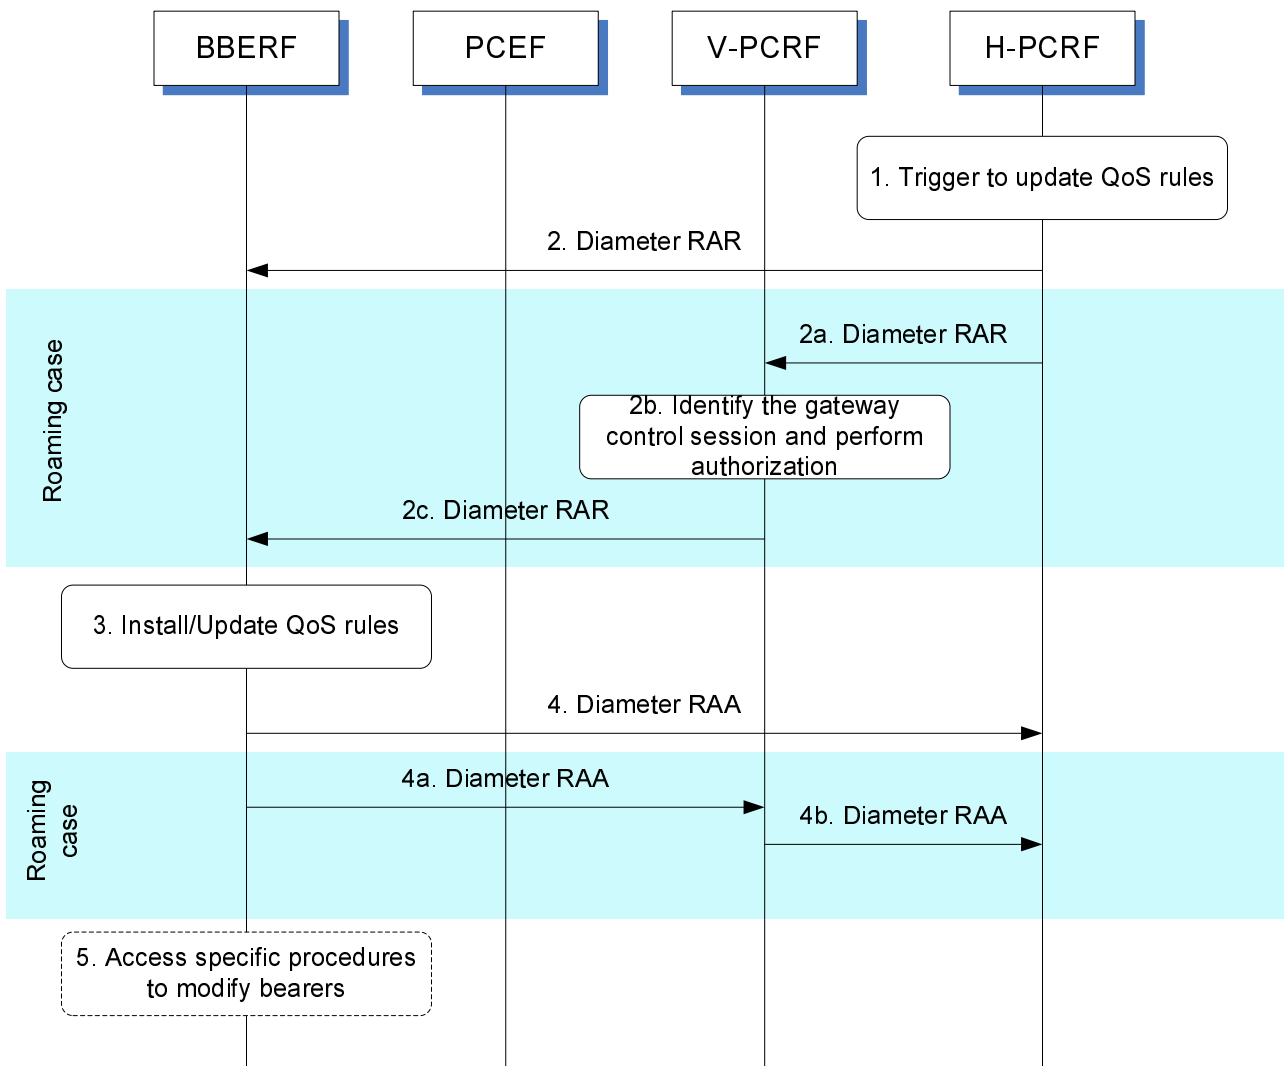 BBERF
PCEF
V-PCRF
H-PCRF
1. Trigger to update QoS rules
2. Diameter RAR
Roaming case
2a. Diameter RAR
2b. Identify the gateway
control session and perform
authorization
2c. Diameter RAR
3. Install/Update QoS rules
4. Diameter RAA
Roaming
case
4a. Diameter RAA
4b. Diameter RAA
5. Access specific procedures
to modify bearers